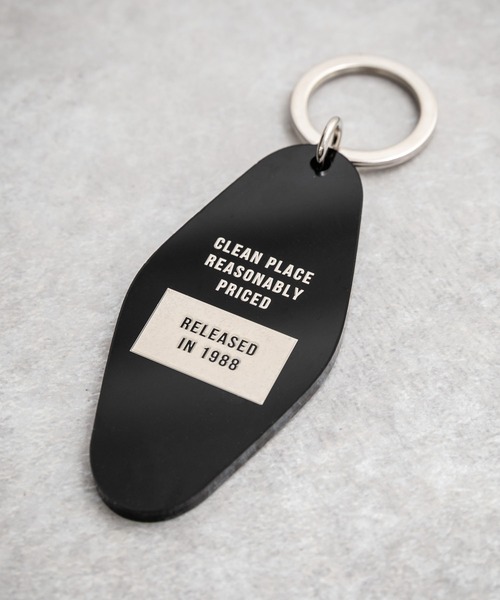 CLEAN PLACE
REASONABLY
PRICED
RELEASED
IN 1988